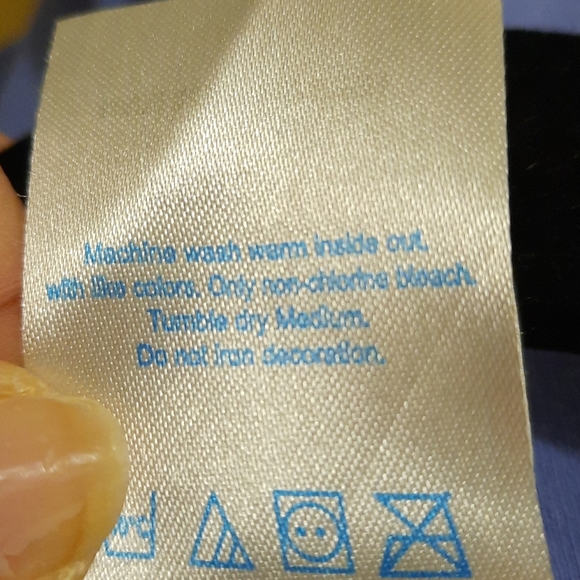 Machine wash warm inside out
with like colors. Only non-chlorine bleach.
Tumble dry Medium.
Do not iron decoration.